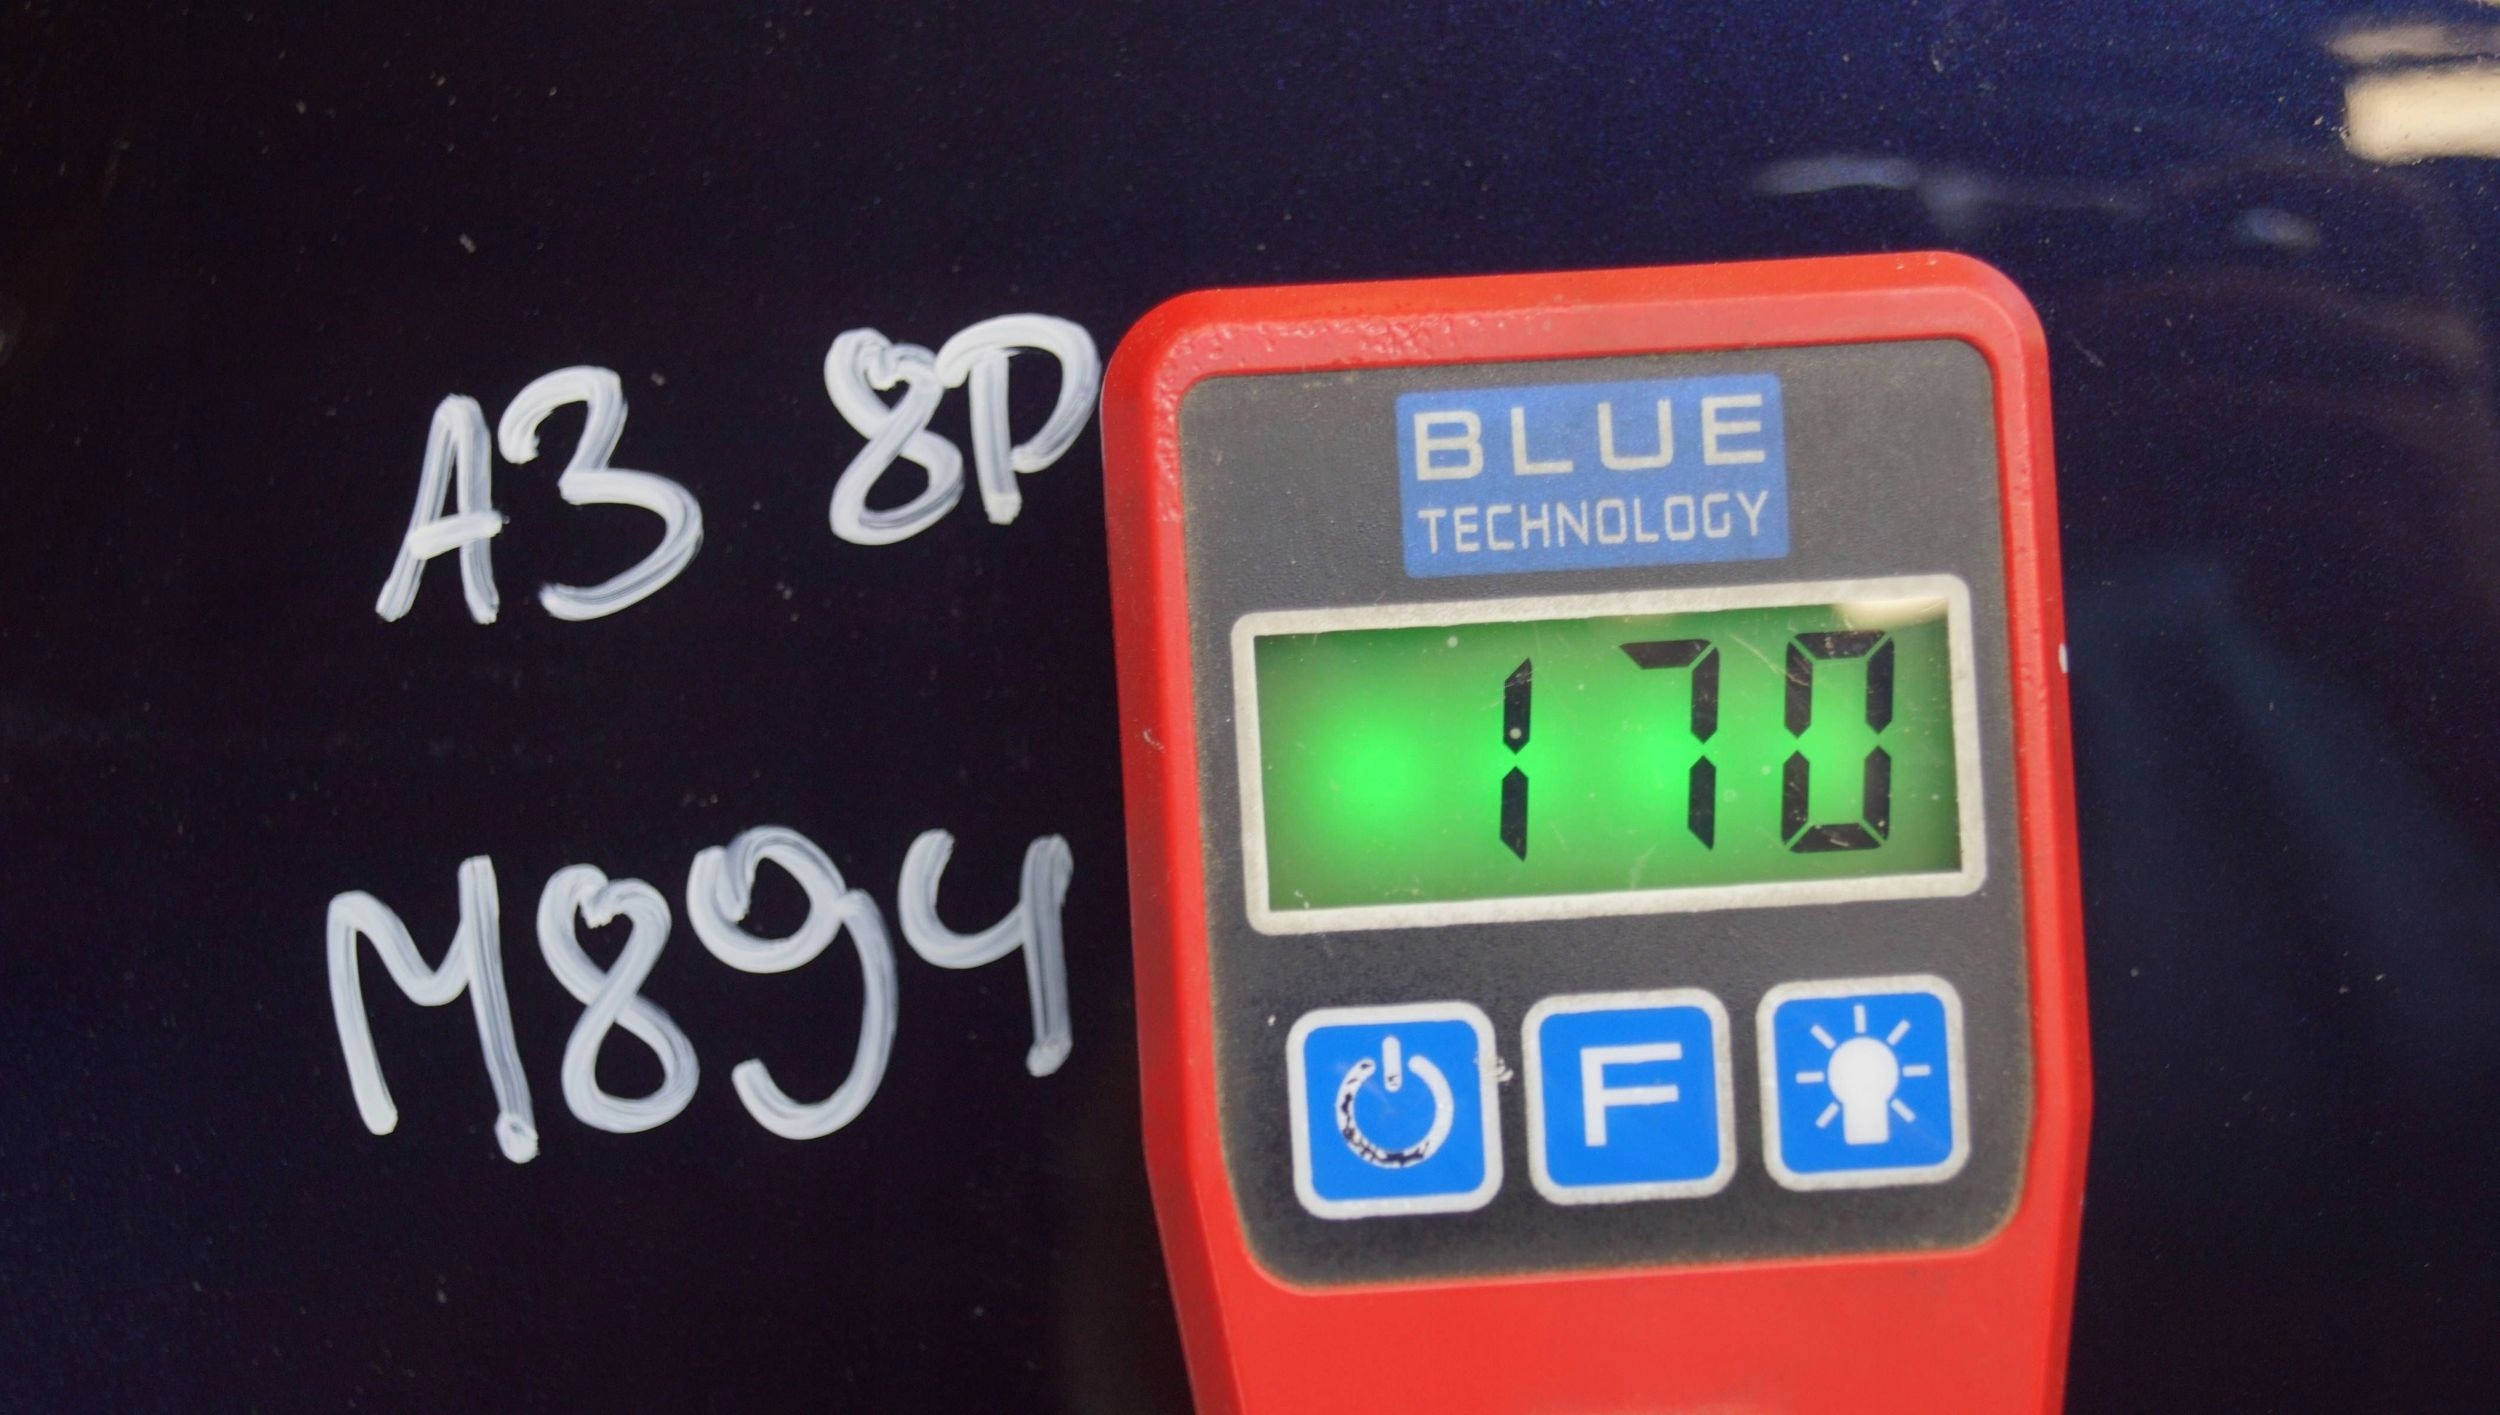 A3 8P
M894
BLUE
TECHNOLOGY
170
F